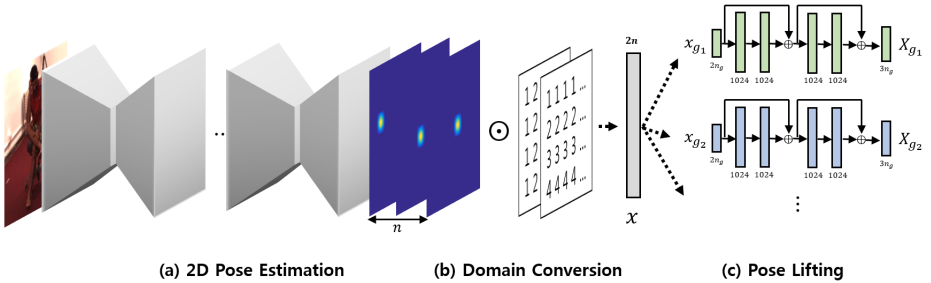 2n
x_{g_1}
2n_g
1024
1024
1024
1024
3n_g
X_{g_1}
x_{g_2}
2n_g
1024
1024
1024
1024
3n_g
X_{g_2}
12
12
12
12
1111...
2222...
3333...
4444...
n
x
(a) 2D Pose Estimation
(b) Domain Conversion
(c) Pose Lifting